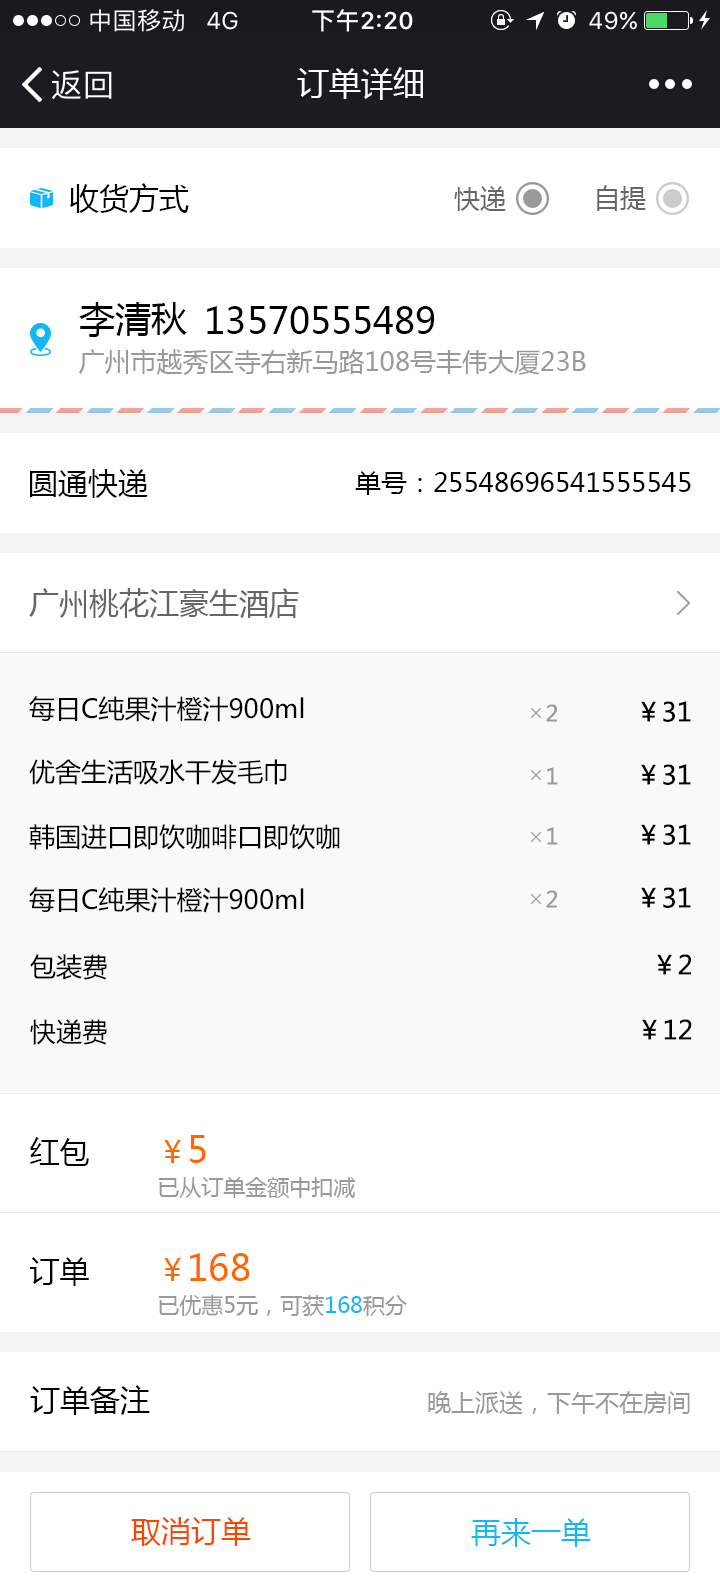 中国移动 4G 下午2:20 49%
返回 订单详细
收货方式 快递 自提
李清秋 13570555489
广州市越秀区寺右新马路108号丰伟大厦23B
圆通快递 单号：25548696541555545
广州桃花江豪生酒店
每日C纯果汁橙汁900ml ×2 ¥31
优舍生活吸水干发毛巾 ×1 ¥31
韩国进口即饮咖啡口即饮咖 ×1 ¥31
每日C纯果汁橙汁900ml ×2 ¥31
包装费 ¥2
快递费 ¥12
红包 ¥5
已从订单金额中扣减
订单 ¥168
已优惠5元，可获168积分
订单备注 晚上派送，下午不在房间
取消订单 再来一单